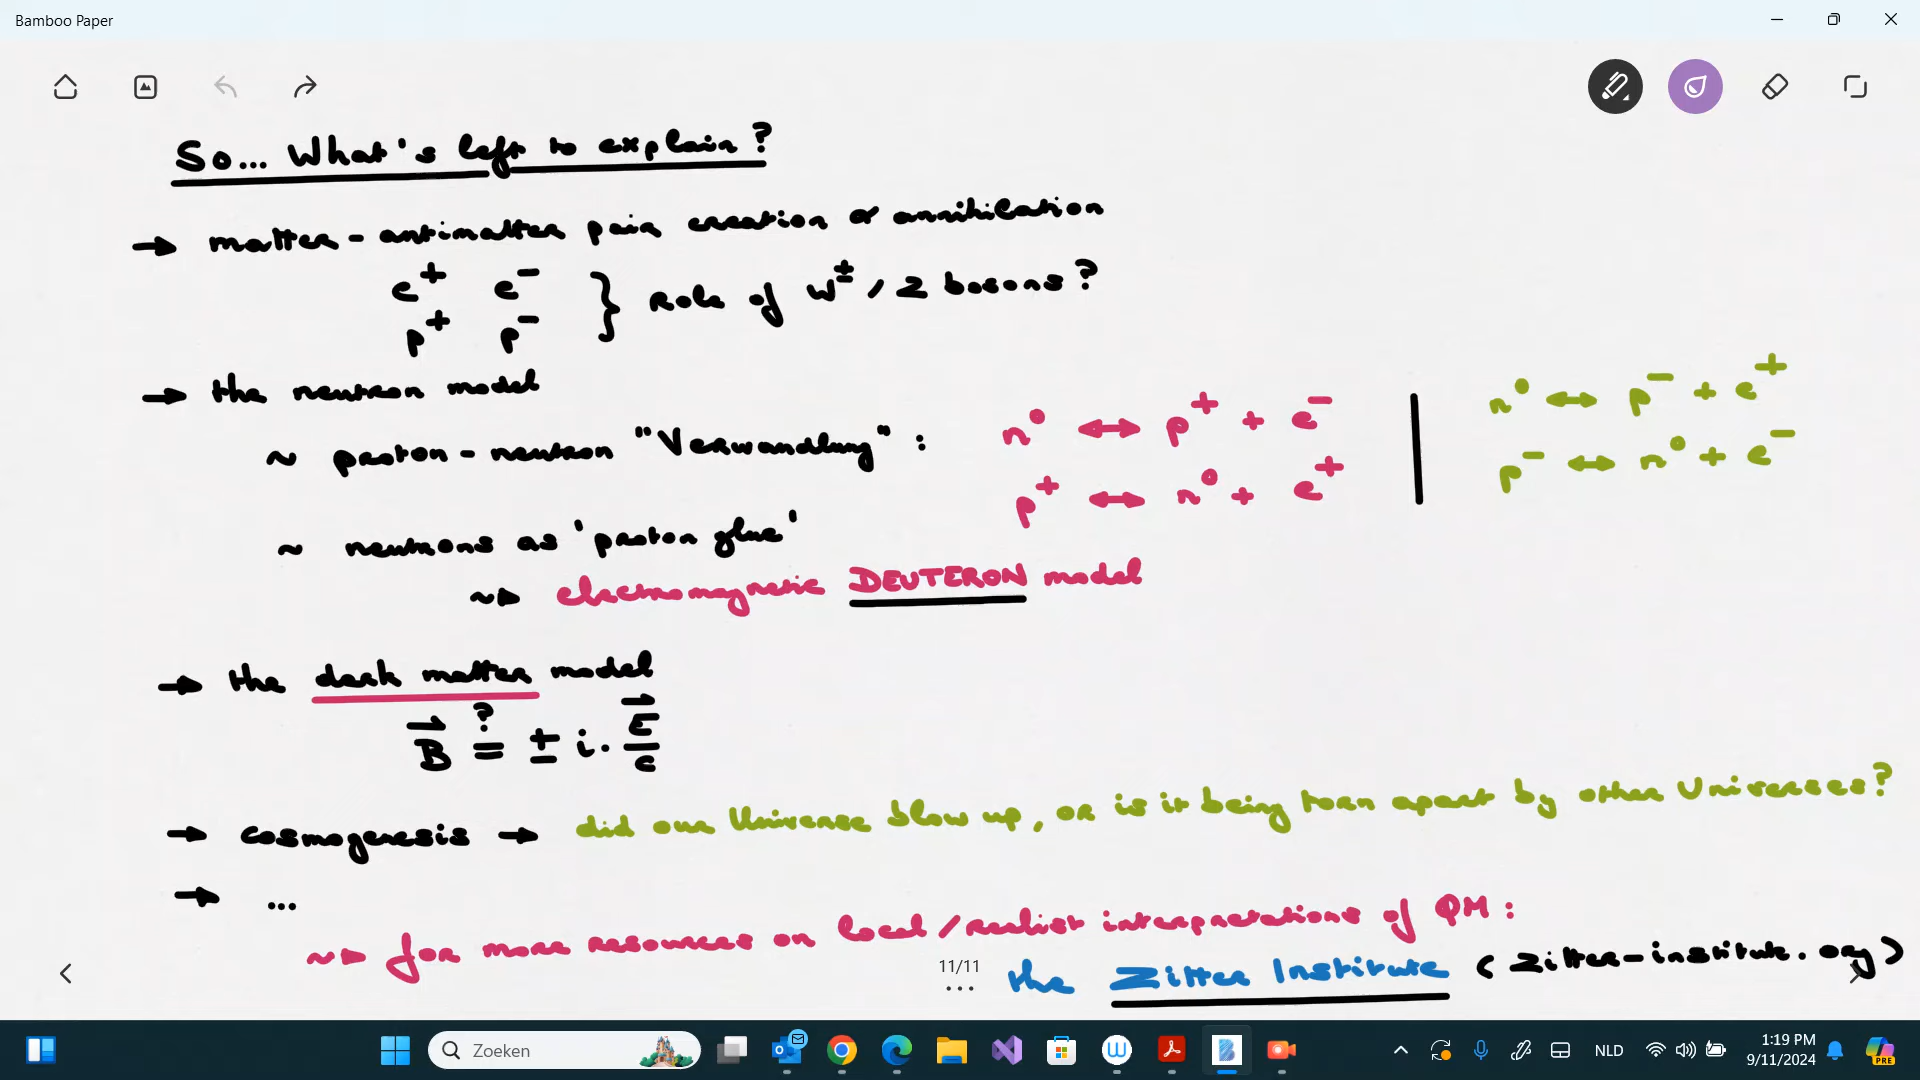 Bamboo Paper
So... What's left to explain?
→ matter-antimatter pair creation or annihilation
e⁺ e⁻
p⁺ p⁻ } Role of W±/Z bosons?
→ the neutron model
~ proton-neutron "Verwandlung":
n⁰ ↔ p⁺ + e⁻ | n⁰ ↔ p⁻ + e⁺
p⁺ ↔ n⁰ + e⁺ | p⁻ ↔ n⁰ + e⁻
~ neutrons as 'proton glue'
electromagnetic DEUTERON model
→ the dark matter model
B ?= ± i. E/c
→ cosmogenesis → did our Universe blow up, or is it being torn apart by other Universes?
→ ...
for more resources on local/realist interpretations of QM:
11/11
the Zitter Institute (zitter-institute.org)
Zoeken
NLD
1:19 PM
9/11/2024
PRE